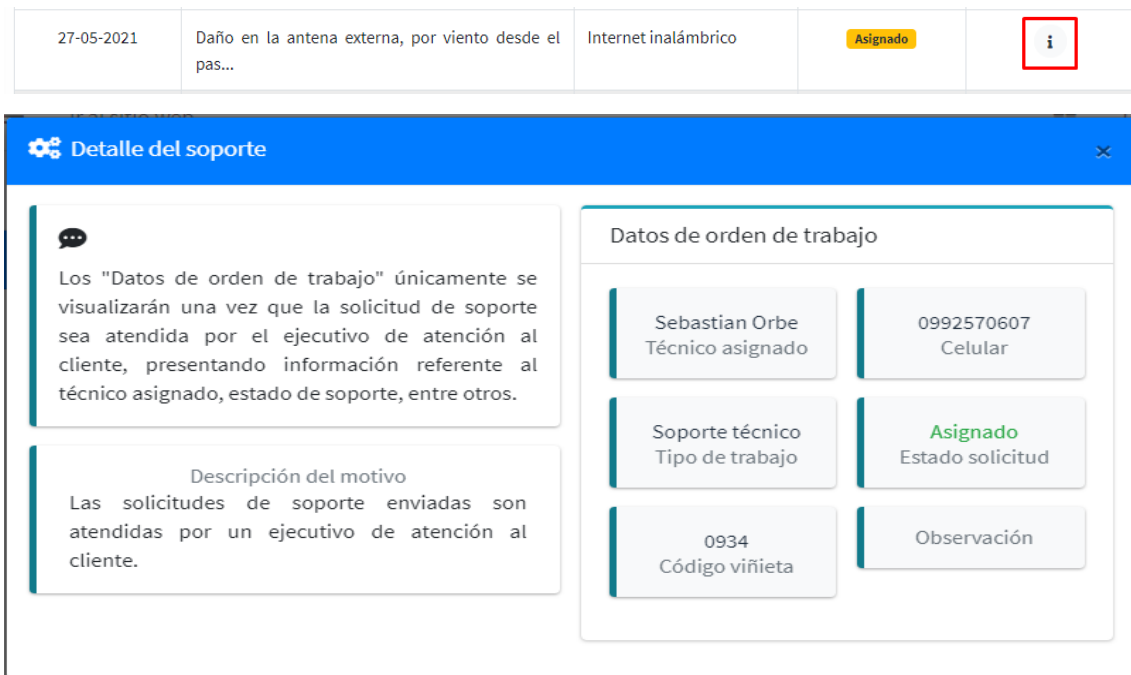 27-05-2021
Daño en la antena externa, por viento desde el
pas...
Internet inalámbrico
Asignado
i
Detalle del soporte
×
Los "Datos de orden de trabajo" únicamente se
visualizarán una vez que la solicitud de soporte
sea atendida por el ejecutivo de atención al
cliente, presentando información referente al
técnico asignado, estado de soporte, entre otros.
Descripción del motivo
Las solicitudes de soporte enviadas son
atendidas por un ejecutivo de atención al
cliente.
Datos de orden de trabajo
Sebastian Orbe
Técnico asignado
0992570607
Celular
Soporte técnico
Tipo de trabajo
Asignado
Estado solicitud
0934
Código viñieta
Observación